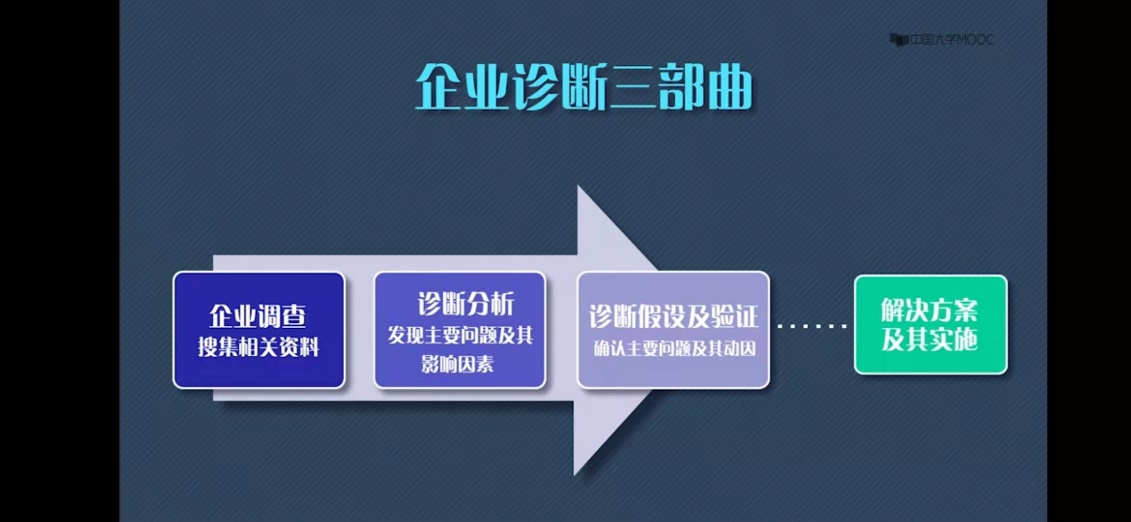 中国大学MOOC
企业诊断三部曲
企业调查
搜集相关资料
诊断分析
发现主要问题及其
影响因素
诊断假设及验证
确认主要问题及其动因
解决方案
及其实施